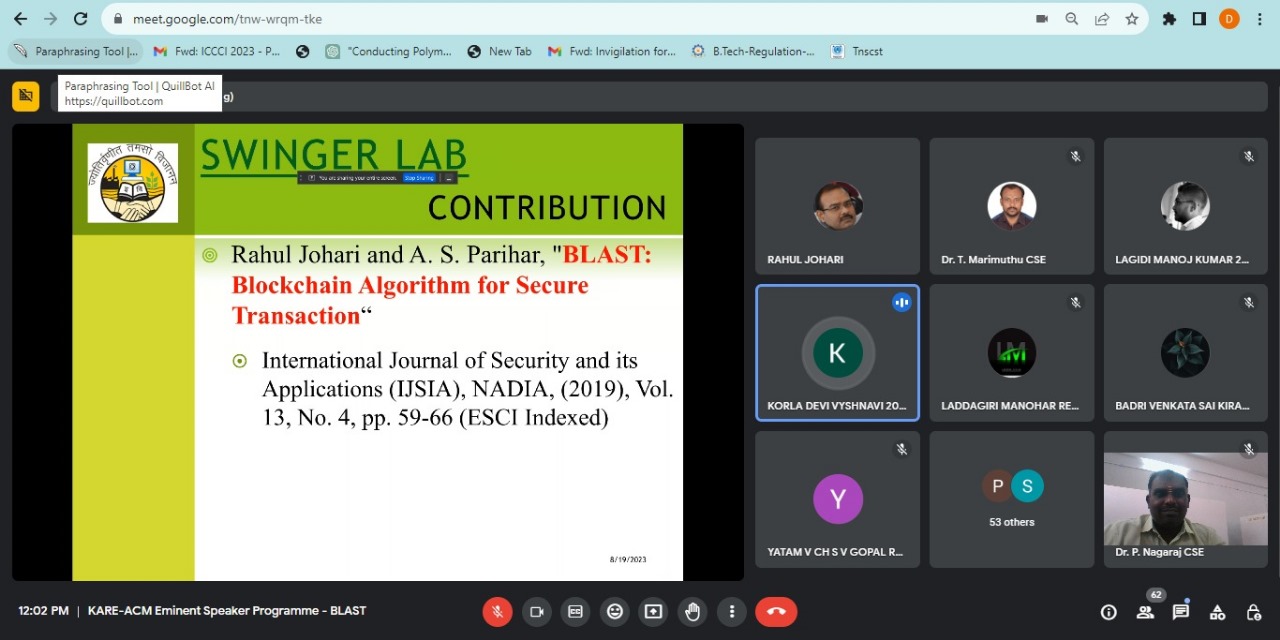 meet.google.com/tnw-wrqm-tke
D
Paraphrasing Tool |...
Fwd: ICCCI 2023 - P...
"Conducting Polym...
New Tab
Fwd: Invigilation for...
B.Tech-Regulation-...
Tnscst
Paraphrasing Tool | QuillBot AI
https://quillbot.com
g)
ज्योतिर्वृणीत तमसो विजानन
SWINGER LAB
You are sharing your entire screen.
Stop Sharing
CONTRIBUTION
Rahul Johari and A. S. Parihar, "BLAST:
Blockchain Algorithm for Secure
Transaction“
International Journal of Security and its
Applications (IJSIA), NADIA, (2019), Vol.
13, No. 4, pp. 59-66 (ESCI Indexed)
8/19/2023
RAHUL JOHARI
Dr. T. Marimuthu CSE
LAGIDI MANOJ KUMAR 2...
K
KORLA DEVI VYSHNAVI 20...
LM
LADDAGIRI MANOHAR RE...
BADRI VENKATA SAI KIRA...
Y
YATAM V CH S V GOPAL R...
P
S
53 others
Dr. P. Nagaraj CSE
12:02 PM | KARE-ACM Eminent Speaker Programme - BLAST
62